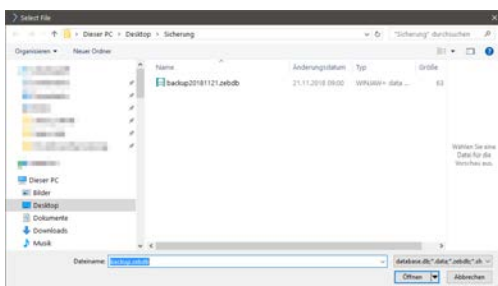 Select File
Dieser PC › Desktop › Sicherung
"Sicherung" durchsuchen
Organisieren
Neuer Ordner
Name
Änderungsdatum
Typ
Größe
backup20181121.zebdb
21.11.2018 09:00
data ...
63
Wählen Sie eine
Datei für die
Vorschau aus.
Dieser PC
Bilder
Desktop
Dokumente
Downloads
Musik
Dateiname:
backup.zebdb
Öffnen
Abbrechen